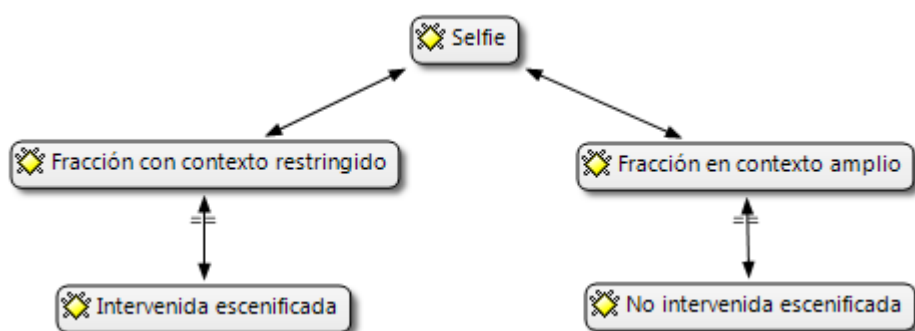 Selfie
Fracción con contexto restringido
Fracción en contexto amplio
==
==
Intervenida escenificada
No intervenida escenificada